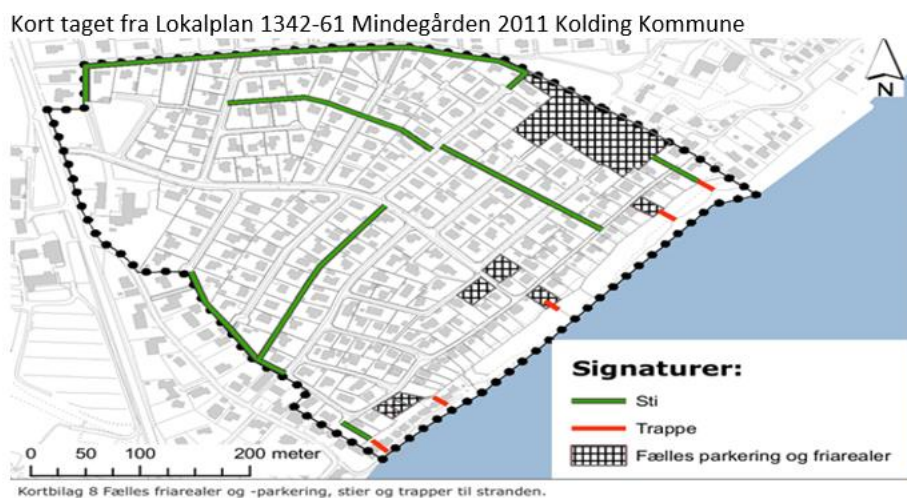 Kort taget fra Lokalplan 1342-61 Mindegården 2011 Kolding Kommune
N
Signaturer:
Sti
Trappe
Fælles parkering og friarealer
0 50 100 200 meter
Kortbilag 8 Fælles friarealer og -parkering, stier og trapper til stranden.